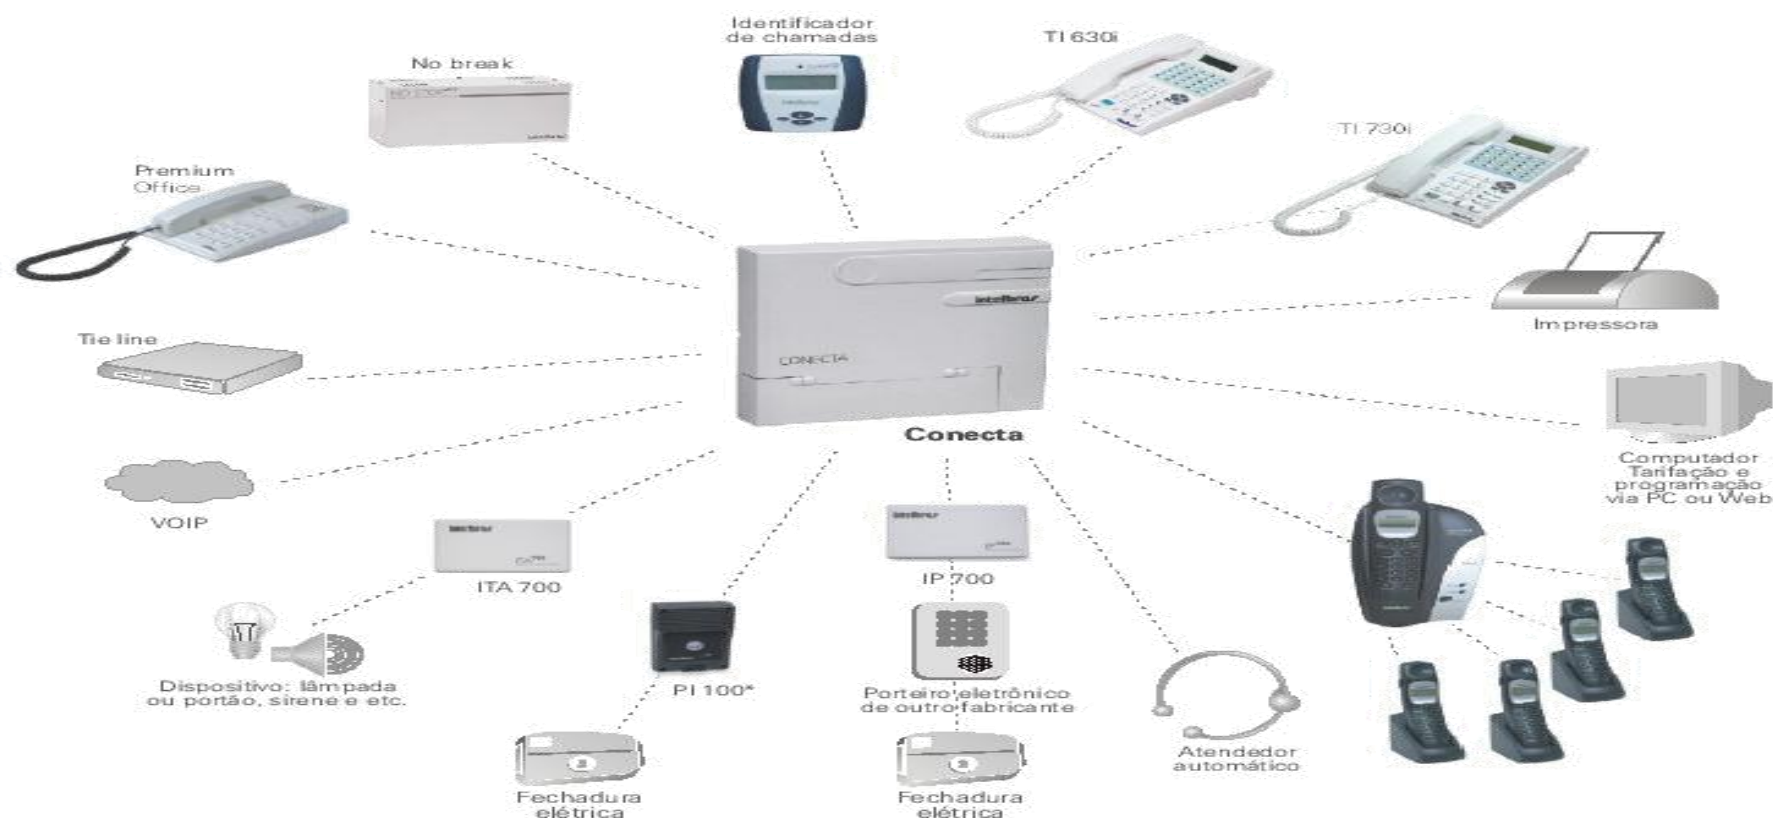 Identificador
de chamadas
TI 630i
No break
TI 730i
Premium
Office
intelbras
Impressora
Tie line
CONECTA
Conecta
Computador
Tarifação e
programação
via PC ou Web
VOIP
ITA 700
IP 700
Dispositivo: lâmpada
ou portão, sirene e etc.
PI 100*
Porteiro eletrônico
de outro fabricante
Atendedor
automático
Fechadura
elétrica
Fechadura
elétrica